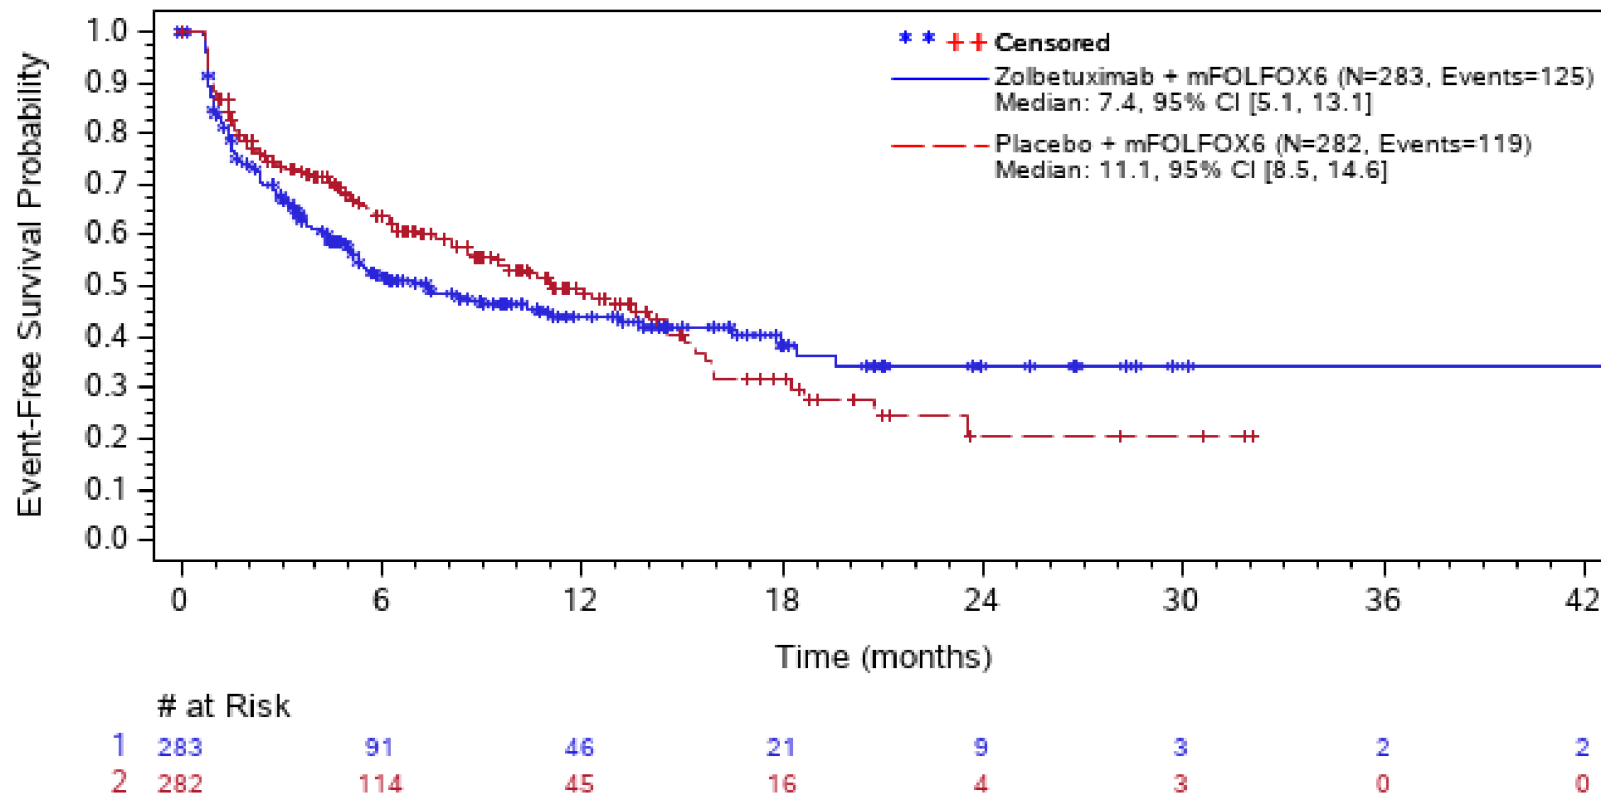 Event-Free Survival Probability
1.0
0.9
0.8
0.7
0.6
0.5
0.4
0.3
0.2
0.1
0.0
Censored
Zolbetuximab + mFOLFOX6 (N=283, Events=125)
Median: 7.4, 95% CI [5.1, 13.1]
Placebo + mFOLFOX6 (N=282, Events=119)
Median: 11.1, 95% CI [8.5, 14.6]
0 6 12 18 24 30 36 42
Time (months)
# at Risk
1 283 91 46 21 9 3 2 2
2 282 114 45 16 4 3 0 0